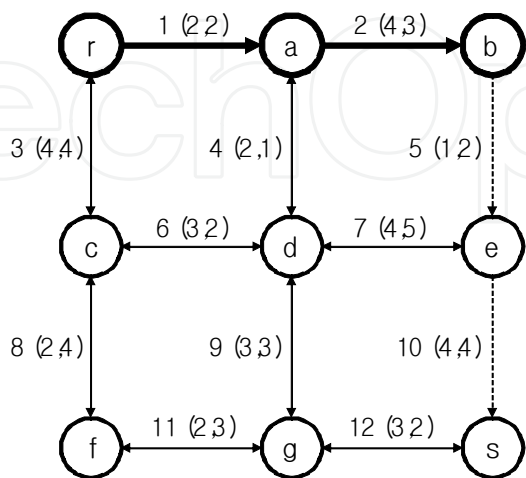 1 (2,2) 2 (4,3)
r a b
3 (4,4) 4 (2,1) 5 (1,2)
6 (3,2) 7 (4,5)
c d e
8 (2,4) 9 (3,3) 10 (4,4)
11 (2,3) 12 (3,2)
f g s